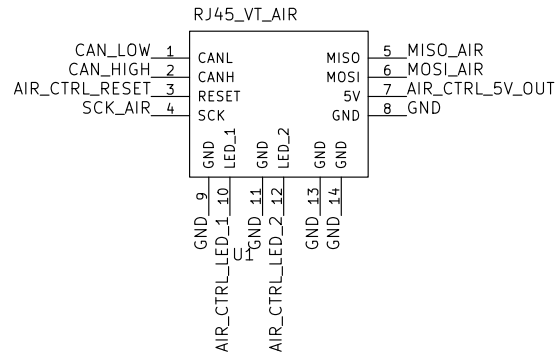 RJ45_VT_AIR
CAN_LOW 1 CANL MISO 5 MISO_AIR
CAN_HIGH 2 CANH MOSI 6 MOSI_AIR
AIR_CTRL_RESET 3 RESET 5V 7 AIR_CTRL_5V_OUT
SCK_AIR 4 SCK GND 8 GND
GND LED_1 GND LED_2 GND GND
9 10 11 12 13 14
GND AIR_CTRL_LED_1 GND AIR_CTRL_LED_2 GND GND
U1